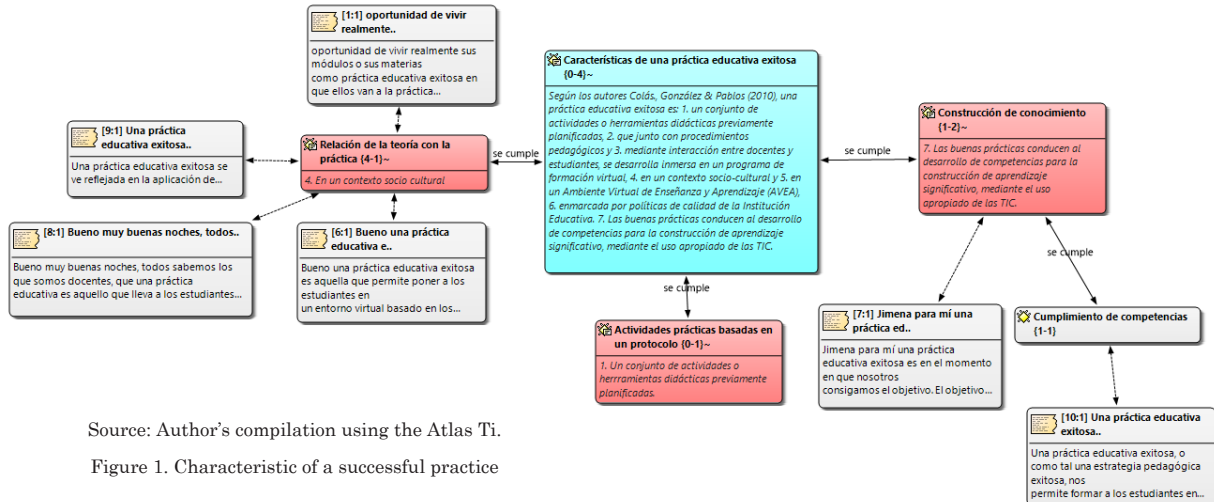 [1:1] oportunidad de vivir
realmente..
oportunidad de vivir realmente sus
módulos o sus materias
como práctica educativa exitosa en
que ellos van a la práctica...
[9:1] Una práctica
educativa exitosa..
Una práctica educativa exitosa se
ve reflejada en la aplicación de...
Relación de la teoría con la
práctica {4-1}~
4. En un contexto socio cultural
[8:1] Bueno muy buenas noches, todos..
Bueno muy buenas noches, todos sabemos los
que somos docentes, que una práctica
educativa es aquello que lleva a los estudiantes...
[6:1] Bueno una práctica
educativa e..
Bueno una práctica educativa exitosa
es aquella que permite poner a los
estudiantes en
un entorno virtual basado en los...
se cumple
Características de una práctica educativa exitosa
{0-4}~
Según los autores Colás., González & Pablos (2010), una
práctica educativa exitosa es: 1. un conjunto de
actividades o herramientas didácticas previamente
planificadas, 2. que junto con procedimientos
pedagógicos y 3. mediante interacción entre docentes y
estudiantes, se desarrolla inmersa en un programa de
formación virtual, 4. en un contexto socio-cultural y 5. en
un Ambiente Virtual de Enseñanza y Aprendizaje (AVEA),
6. enmarcada por políticas de calidad de la Institución
Educativa. 7. Las buenas prácticas conducen al desarrollo
de competencias para la construcción de aprendizaje
significativo, mediante el uso apropiado de las TIC.
se cumple
Actividades prácticas basadas en
un protocolo {0-1}~
1. Un conjunto de actividades o
herrramientas didácticas previamente
planificadas.
se cumple
Construcción de conocimiento
{1-2}~
7. Las buenas prácticas conducen al
desarrollo de competencias para la
construcción de aprendizaje
significativo, mediante el uso
apropiado de las TIC.
se cumple
[7:1] Jimena para mí una
práctica ed..
Jimena para mí una práctica
educativa exitosa es en el momento
en que nosotros
consigamos el objetivo. El objetivo...
Cumplimiento de competencias
{1-1}
[10:1] Una práctica educativa
exitosa..
Una práctica educativa exitosa, o
como tal una estrategia pedagógica
exitosa, nos
permite formar a los estudiantes en...
Source: Author's compilation using the Atlas Ti.
Figure 1. Characteristic of a successful practice